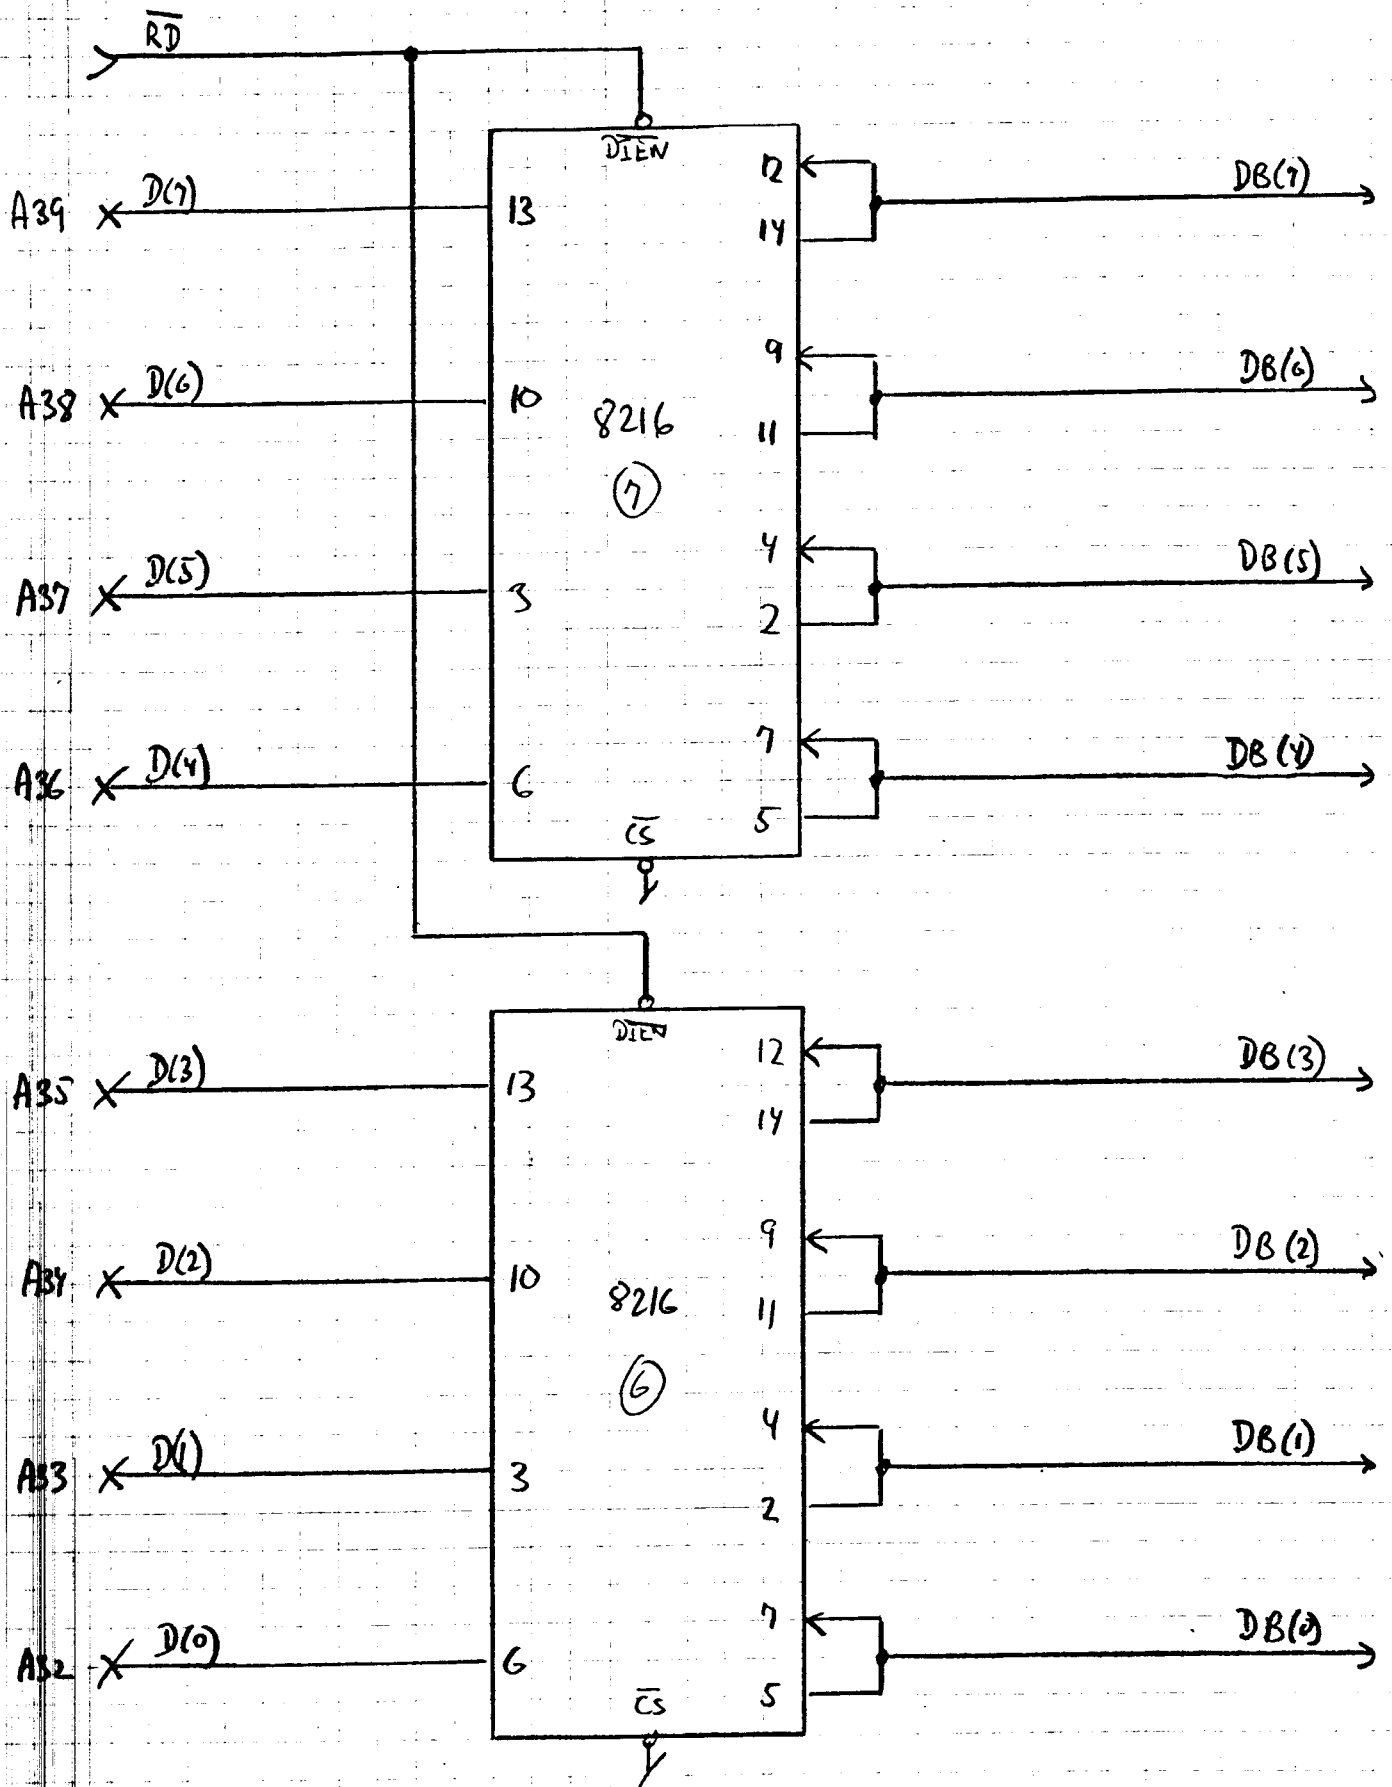 RD
DIEN
12
DB(7)
A39 D(7) 13
14
9
DB(6)
A38 D(6) 10
8216
11
7
4
DB(5)
A37 D(5) 3
2
7
DB(4)
A36 D(4) 6
5
CS
DIEN
12
DB(3)
A35 D(3) 13
14
9
DB(2)
A34 D(2) 10
8216
11
6
4
DB(1)
A33 D(1) 3
2
7
DB(0)
A32 D(0) 6
5
CS